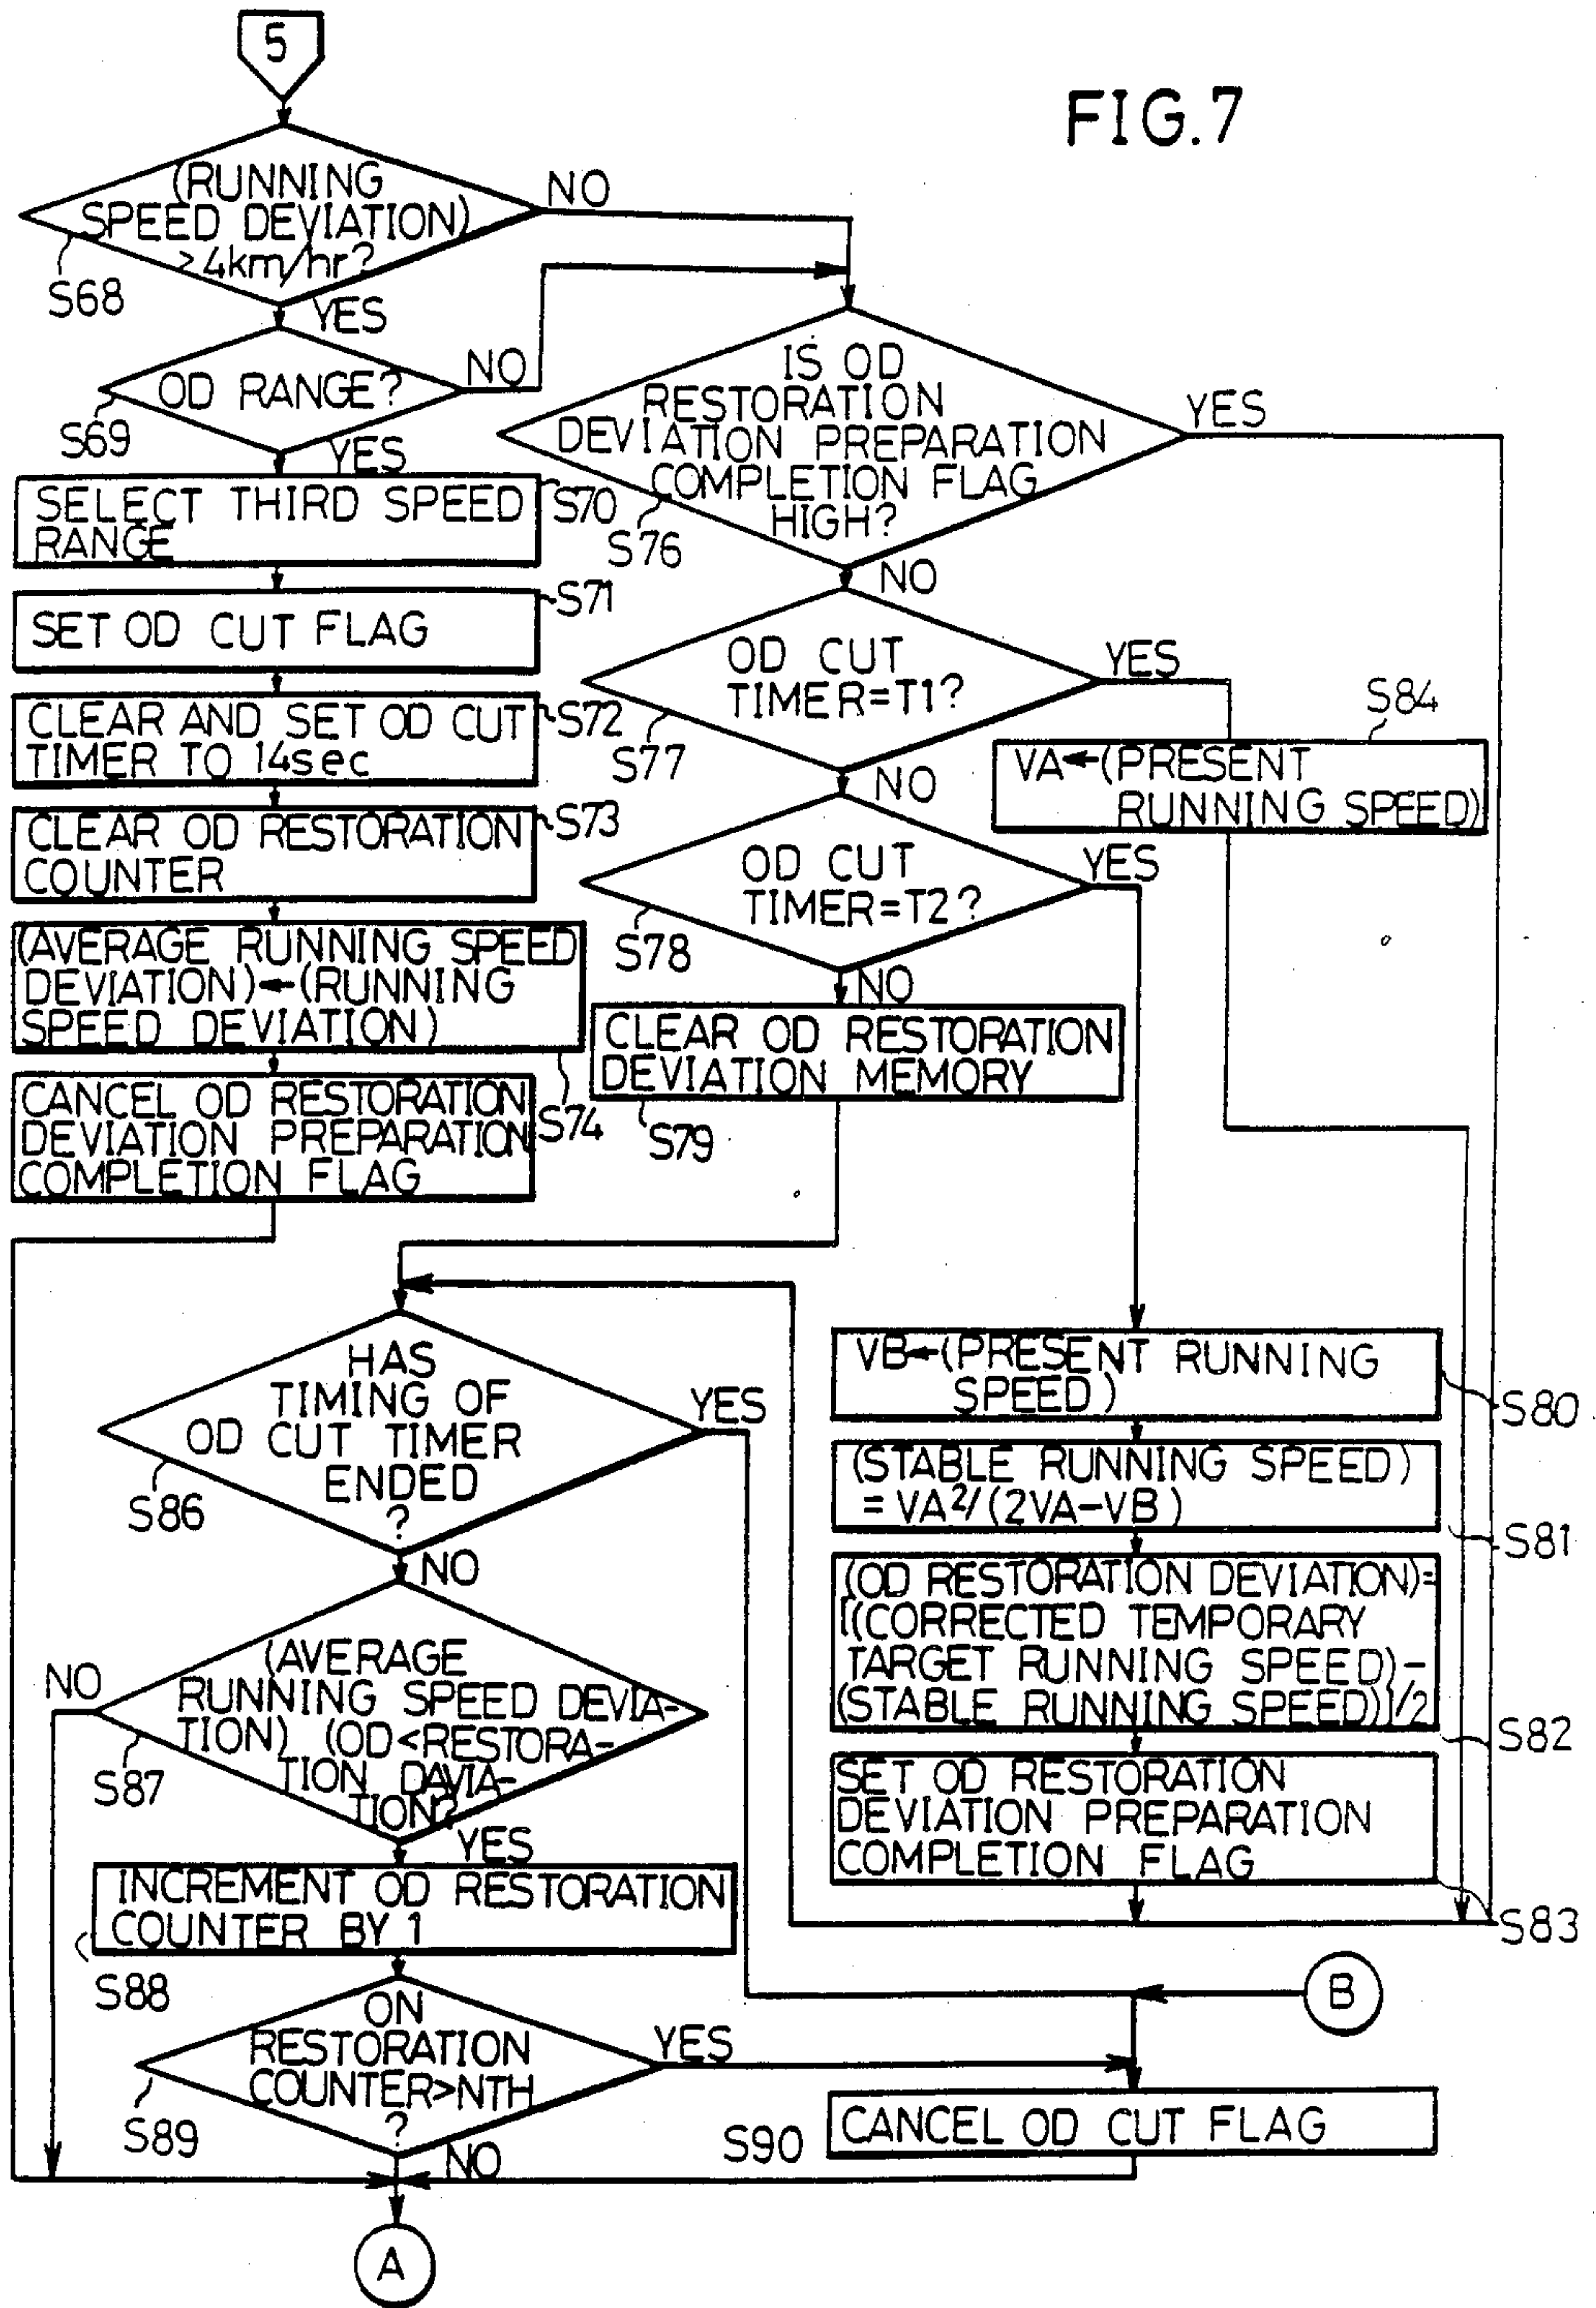 5
FIG.7
(RUNNING
SPEED DEVIATION)
>4km/hr?
NO
S68
YES
OD RANGE?
NO
S69
YES
SELECT THIRD SPEED
RANGE
S70
SET OD CUT FLAG
S71
CLEAR AND SET OD CUT
TIMER TO 14sec
S72
CLEAR OD RESTORATION
COUNTER
S73
(AVERAGE RUNNING SPEED
DEVIATION)←(RUNNING
SPEED DEVIATION)
S74
CANCEL OD RESTORATION
DEVIATION PREPARATION
COMPLETION FLAG
IS OD
RESTORATION
DEVIATION PREPARATION
COMPLETION FLAG
HIGH?
YES
S76
NO
OD CUT
TIMER=T1?
YES
S77
NO
S84
VA←(PRESENT
RUNNING SPEED)
OD CUT
TIMER=T2?
YES
S78
NO
CLEAR OD RESTORATION
DEVIATION MEMORY
S79
HAS
TIMING OF
OD CUT TIMER
ENDED
?
YES
S86
NO
VB←(PRESENT RUNNING
SPEED)
S80
(STABLE RUNNING SPEED)
=VA²/(2VA-VB)
S81
(OD RESTORATION DEVIATION)=
[(CORRECTED TEMPORARY
TARGET RUNNING SPEED)-
(STABLE RUNNING SPEED)]/2
S82
SET OD RESTORATION
DEVIATION PREPARATION
COMPLETION FLAG
S83
(AVERAGE
RUNNING SPEED DEVIA-
TION) (OD<RESTORA-
TION DAVIA-
TION?
NO
S87
YES
INCREMENT OD RESTORATION
COUNTER BY 1
S88
ON
RESTORATION
COUNTER>NTH
?
YES
S89
NO
B
CANCEL OD CUT FLAG
S90
A